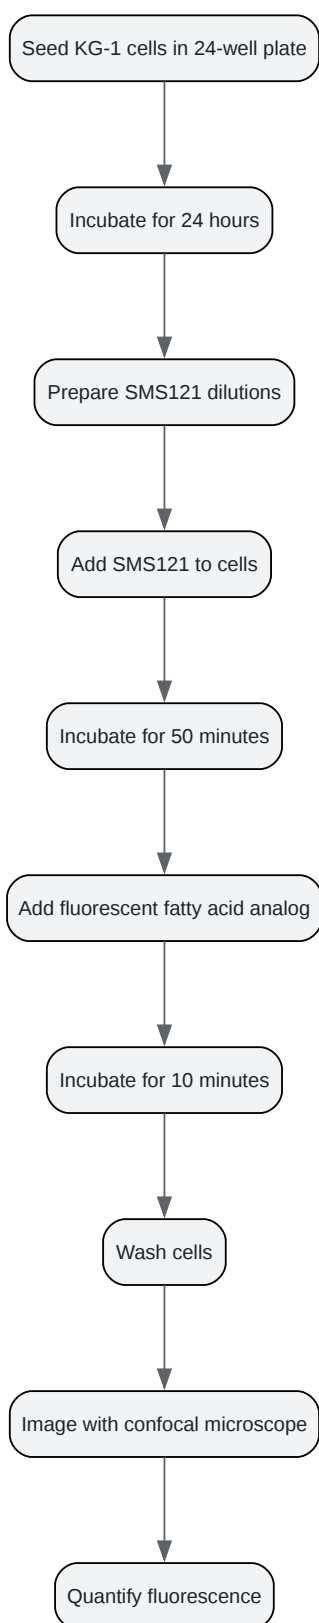 Seed KG-1 cells in 24-well plate
Incubate for 24 hours
Prepare SMS121 dilutions
Add SMS121 to cells
Incubate for 50 minutes
Add fluorescent fatty acid analog
Incubate for 10 minutes
Wash cells
Image with confocal microscope
Quantify fluorescence